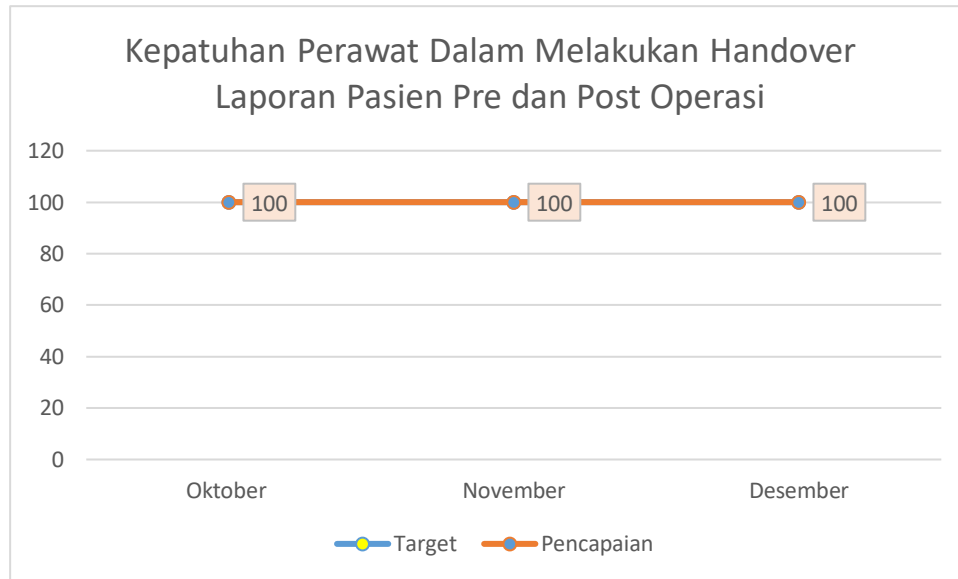 Kepatuhan Perawat Dalam Melakukan Handover
Laporan Pasien Pre dan Post Operasi
120
100
80
60
40
20
0
100
100
100
Oktober
November
Desember
Target
Pencapaian